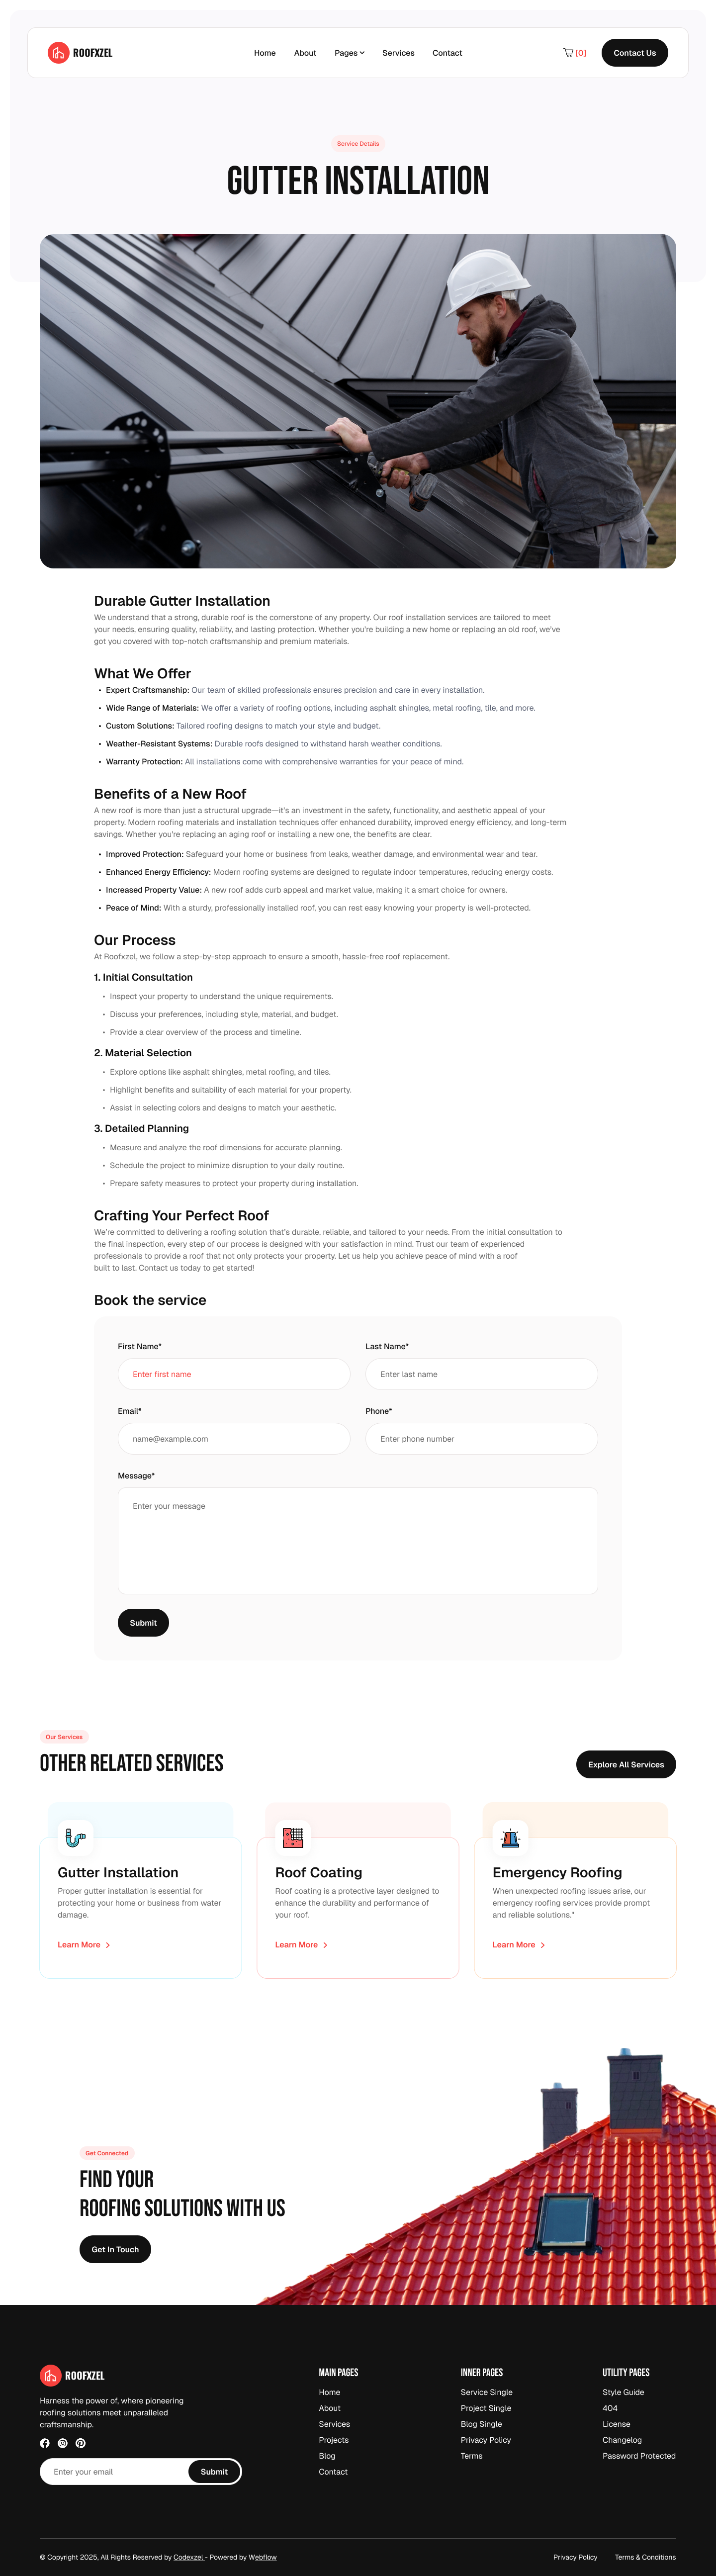 ROOFXZEL
Home
About
Pages
Services
Contact
[0]
Contact Us
Service Details
GUTTER INSTALLATION
Durable Gutter Installation
We understand that a strong, durable roof is the cornerstone of any property. Our roof installation services are tailored to meet
your needs, ensuring quality, reliability, and lasting protection. Whether you're building a new home or replacing an old roof, we've
got you covered with top-notch craftsmanship and premium materials.
What We Offer
• Expert Craftsmanship: Our team of skilled professionals ensures precision and care in every installation.
• Wide Range of Materials: We offer a variety of roofing options, including asphalt shingles, metal roofing, tile, and more.
• Custom Solutions: Tailored roofing designs to match your style and budget.
• Weather-Resistant Systems: Durable roofs designed to withstand harsh weather conditions.
• Warranty Protection: All installations come with comprehensive warranties for your peace of mind.
Benefits of a New Roof
A new roof is more than just a structural upgrade—it's an investment in the safety, functionality, and aesthetic appeal of your
property. Modern roofing materials and installation techniques offer enhanced durability, improved energy efficiency, and long-term
savings. Whether you're replacing an aging roof or installing a new one, the benefits are clear.
• Improved Protection: Safeguard your home or business from leaks, weather damage, and environmental wear and tear.
• Enhanced Energy Efficiency: Modern roofing systems are designed to regulate indoor temperatures, reducing energy costs.
• Increased Property Value: A new roof adds curb appeal and market value, making it a smart choice for owners.
• Peace of Mind: With a sturdy, professionally installed roof, you can rest easy knowing your property is well-protected.
Our Process
At Roofxzel, we follow a step-by-step approach to ensure a smooth, hassle-free roof replacement.
1. Initial Consultation
• Inspect your property to understand the unique requirements.
• Discuss your preferences, including style, material, and budget.
• Provide a clear overview of the process and timeline.
2. Material Selection
• Explore options like asphalt shingles, metal roofing, and tiles.
• Highlight benefits and suitability of each material for your property.
• Assist in selecting colors and designs to match your aesthetic.
3. Detailed Planning
• Measure and analyze the roof dimensions for accurate planning.
• Schedule the project to minimize disruption to your daily routine.
• Prepare safety measures to protect your property during installation.
Crafting Your Perfect Roof
We're committed to delivering a roofing solution that's durable, reliable, and tailored to your needs. From the initial consultation to
the final inspection, every step of our process is designed with your satisfaction in mind. Trust our team of experienced
professionals to provide a roof that not only protects your property. Let us help you achieve peace of mind with a roof
built to last. Contact us today to get started!
Book the service
First Name*
Last Name*
Enter first name
Enter last name
Email*
Phone*
name@example.com
Enter phone number
Message*
Enter your message
Submit
Our Services
OTHER RELATED SERVICES
Explore All Services
Gutter Installation
Proper gutter installation is essential for
protecting your home or business from water
damage.
Learn More
Roof Coating
Roof coating is a protective layer designed to
enhance the durability and performance of
your roof.
Learn More
Emergency Roofing
When unexpected roofing issues arise, our
emergency roofing services provide prompt
and reliable solutions."
Learn More
Get Connected
FIND YOUR
ROOFING SOLUTIONS WITH US
Get In Touch
ROOFXZEL
Harness the power of, where pioneering
roofing solutions meet unparalleled
craftsmanship.
Enter your email
Submit
MAIN PAGES
Home
About
Services
Projects
Blog
Contact
INNER PAGES
Service Single
Project Single
Blog Single
Privacy Policy
Terms
UTILITY PAGES
Style Guide
404
License
Changelog
Password Protected
© Copyright 2025, All Rights Reserved by Codexzel - Powered by Webflow
Privacy Policy
Terms & Conditions